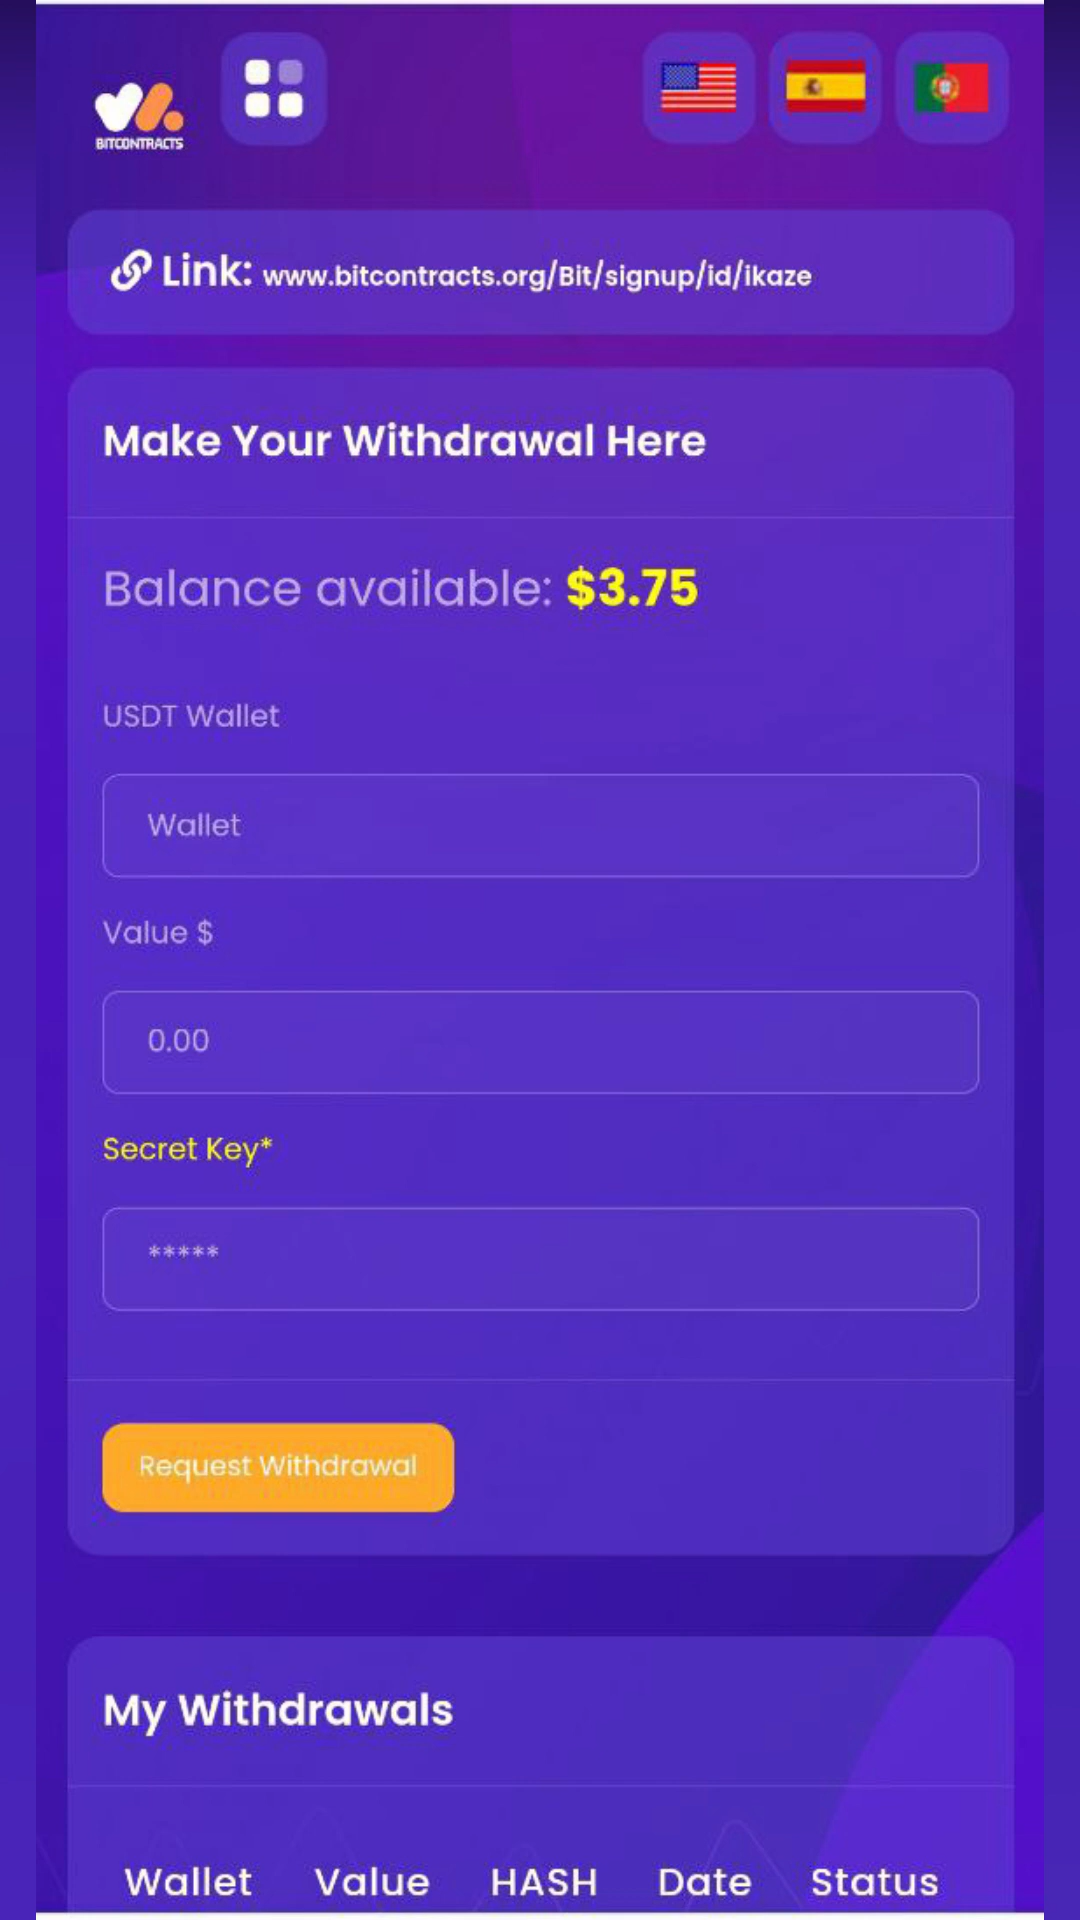 BITCONTRACTS
Link: www.bitcontracts.org/Bit/signup/id/ikaze
Make Your Withdrawal Here
Balance available: $3.75
USDT Wallet
Wallet
Value $
0.00
Secret Key*
*****
Request Withdrawal
My Withdrawals
Wallet Value HASH Date Status